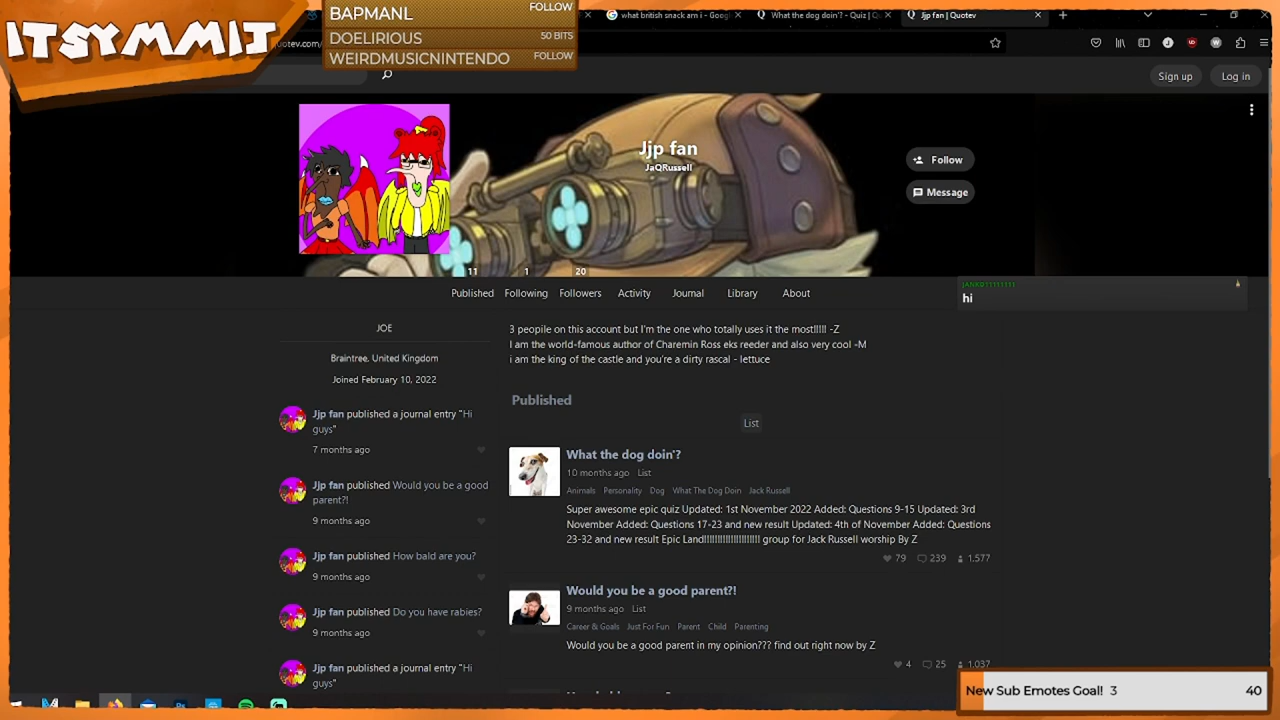 ITSYMMIJ
BAPMANL FOLLOW
DOELIRIOUS 50 BITS
WEIRDMUSICNINTENDO FOLLOW
what british snack am i - Goog
What the dog doin'? - Quiz | Qu
Jjp fan | Quotev
quotev.com/
Sign up
Log in
Jjp fan
JaQRussell
Follow
Message
11 1 20
Published Following Followers Activity Journal Library About
hi
JOE
Braintree, United Kingdom
Joined February 10, 2022
Jjp fan published a journal entry "Hi
guys"
7 months ago
Jjp fan published Would you be a good
parent?!
9 months ago
Jjp fan published How bald are you?
9 months ago
Jjp fan published Do you have rabies?
9 months ago
Jjp fan published a journal entry "Hi
guys"
3 peopile on this account but I'm the one who totally uses it the most!!!!! -Z
I am the world-famous author of Charemin Ross eks reeder and also very cool -M
i am the king of the castle and you're a dirty rascal - lettuce
Published
List
What the dog doin'?
10 months ago List
Animals Personality Dog What The Dog Doin Jack Russell
Super awesome epic quiz Updated: 1st November 2022 Added: Questions 9-15 Updated: 3rd
November Added: Questions 17-23 and new result Updated: 4th of November Added: Questions
23-32 and new result Epic Land!!!!!!!!!!!!!!!!!!!!! group for Jack Russell worship By Z
79 239 1,577
Would you be a good parent?!
9 months ago List
Career & Goals Just For Fun Parent Child Parenting
Would you be a good parent in my opinion??? find out right now by Z
4 25 1,037
New Sub Emotes Goal! 3 40